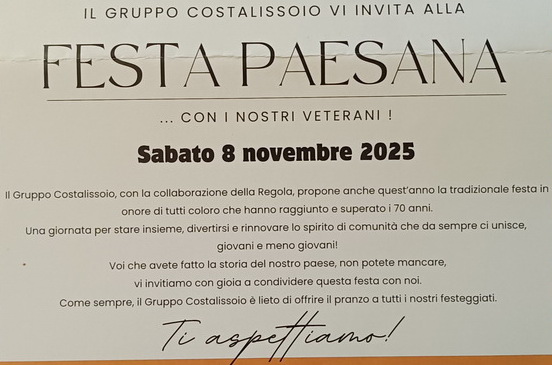 IL GRUPPO COSTALISSOIO VI INVITA ALLA
FESTA PAESANA
... CON I NOSTRI VETERANI !
Sabato 8 novembre 2025
Il Gruppo Costalissoio, con la collaborazione della Regola, propone anche quest'anno la tradizionale festa in
onore di tutti coloro che hanno raggiunto e superato i 70 anni.
Una giornata per stare insieme, divertirsi e rinnovare lo spirito di comunità che da sempre ci unisce,
giovani e meno giovani!
Voi che avete fatto la storia del nostro paese, non potete mancare,
vi invitiamo con gioia a condividere questa festa con noi.
Come sempre, il Gruppo Costalissoio è lieto di offrire il pranzo a tutti i nostri festeggiati.
Ti aspettiamo!